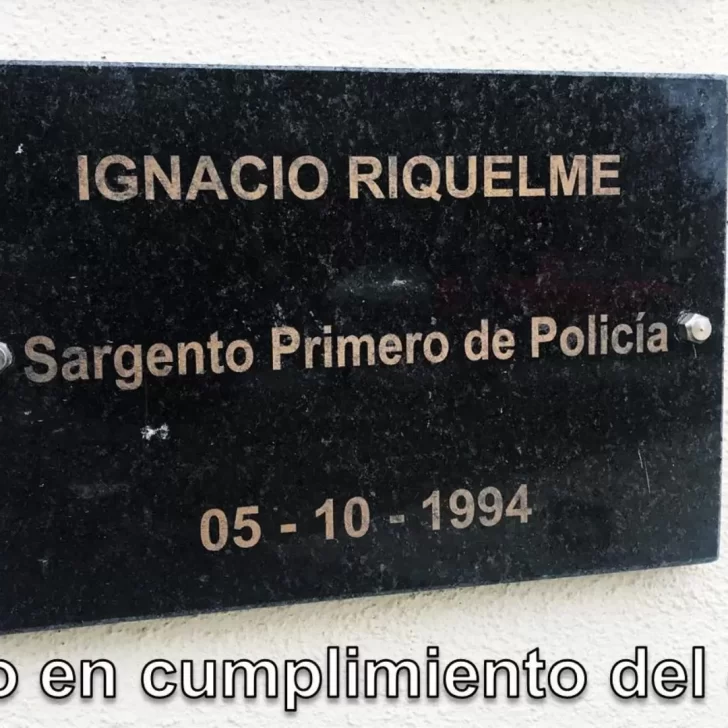 IGNACIO RIQUELME
Sargento Primero de Policía
05 - 10 - 1994
o en cumplimiento del